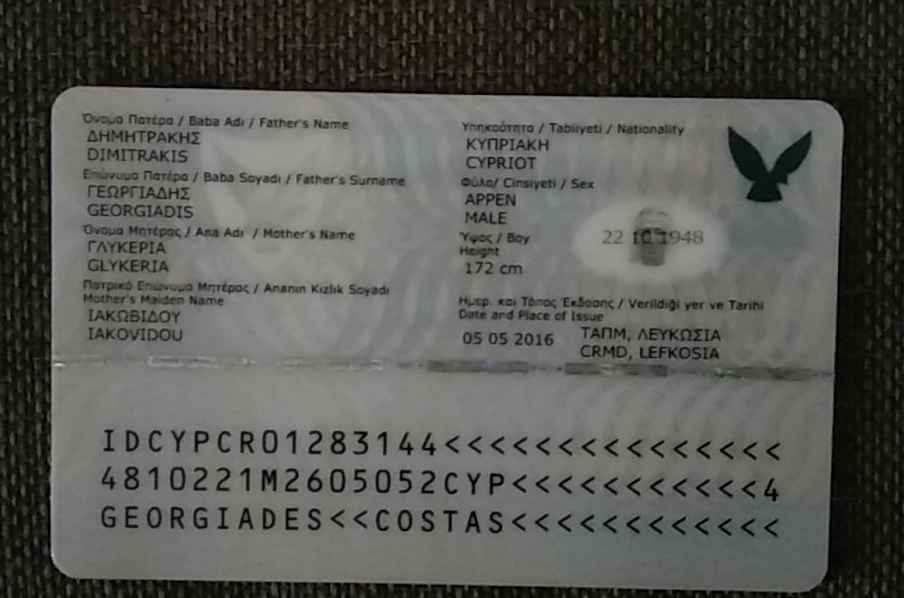 Όνομα Πατέρα / Baba Adı / Father's Name
ΔΗΜΗΤΡΑΚΗΣ
DIMITRAKIS
Επώνυμο Πατέρα / Baba Soyadı / Father's Surname
ΓΕΩΡΓΙΑΔΗΣ
GEORGIADIS
Όνομα Μητέρας / Ana Adı / Mother's Name
ΓΛΥΚΕΡΙΑ
GLYKERIA
Πατρικό Επώνυμο Μητέρας / Ananın Kızlık Soyadı
Mother's Maiden Name
ΙΑΚΩΒΙΔΟΥ
IAKOVIDOU
Υπηκοότητα / Tabiiyeti / Nationality
ΚΥΠΡΙΑΚΗ
CYPRIOT
Φύλο/ Cinsiyeti / Sex
ΑΡΡΕΝ
MALE
Ύψος / Boy
Height
172 cm
22 10 1948
Ημερ. και Τόπος Έκδοσης / Verildiği yer ve Tarihi
Date and Place of Issue
05 05 2016 ΤΑΠΜ, ΛΕΥΚΩΣΙΑ
CRMD, LEFKOSIA
IDCYPCR01283144<<<<<<<<<<<<<<<
4810221M2605052CYP<<<<<<<<<<<4
GEORGIADES<<COSTAS<<<<<<<<<<<<